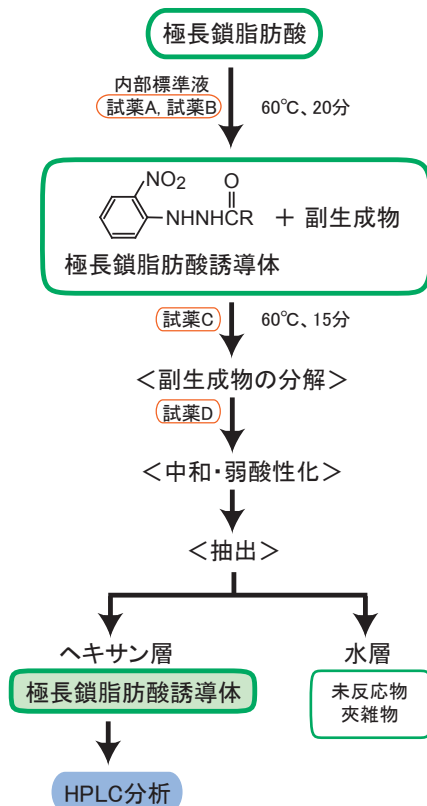 極長鎖脂肪酸
内部標準液
試薬A, 試薬B
60℃、20分
NO2
O
NHNHCR
+ 副生成物
極長鎖脂肪酸誘導体
試薬C
60℃、15分
<副生成物の分解>
試薬D
<中和・弱酸性化>
<抽出>
ヘキサン層
水層
極長鎖脂肪酸誘導体
未反応物
夾雑物
HPLC分析